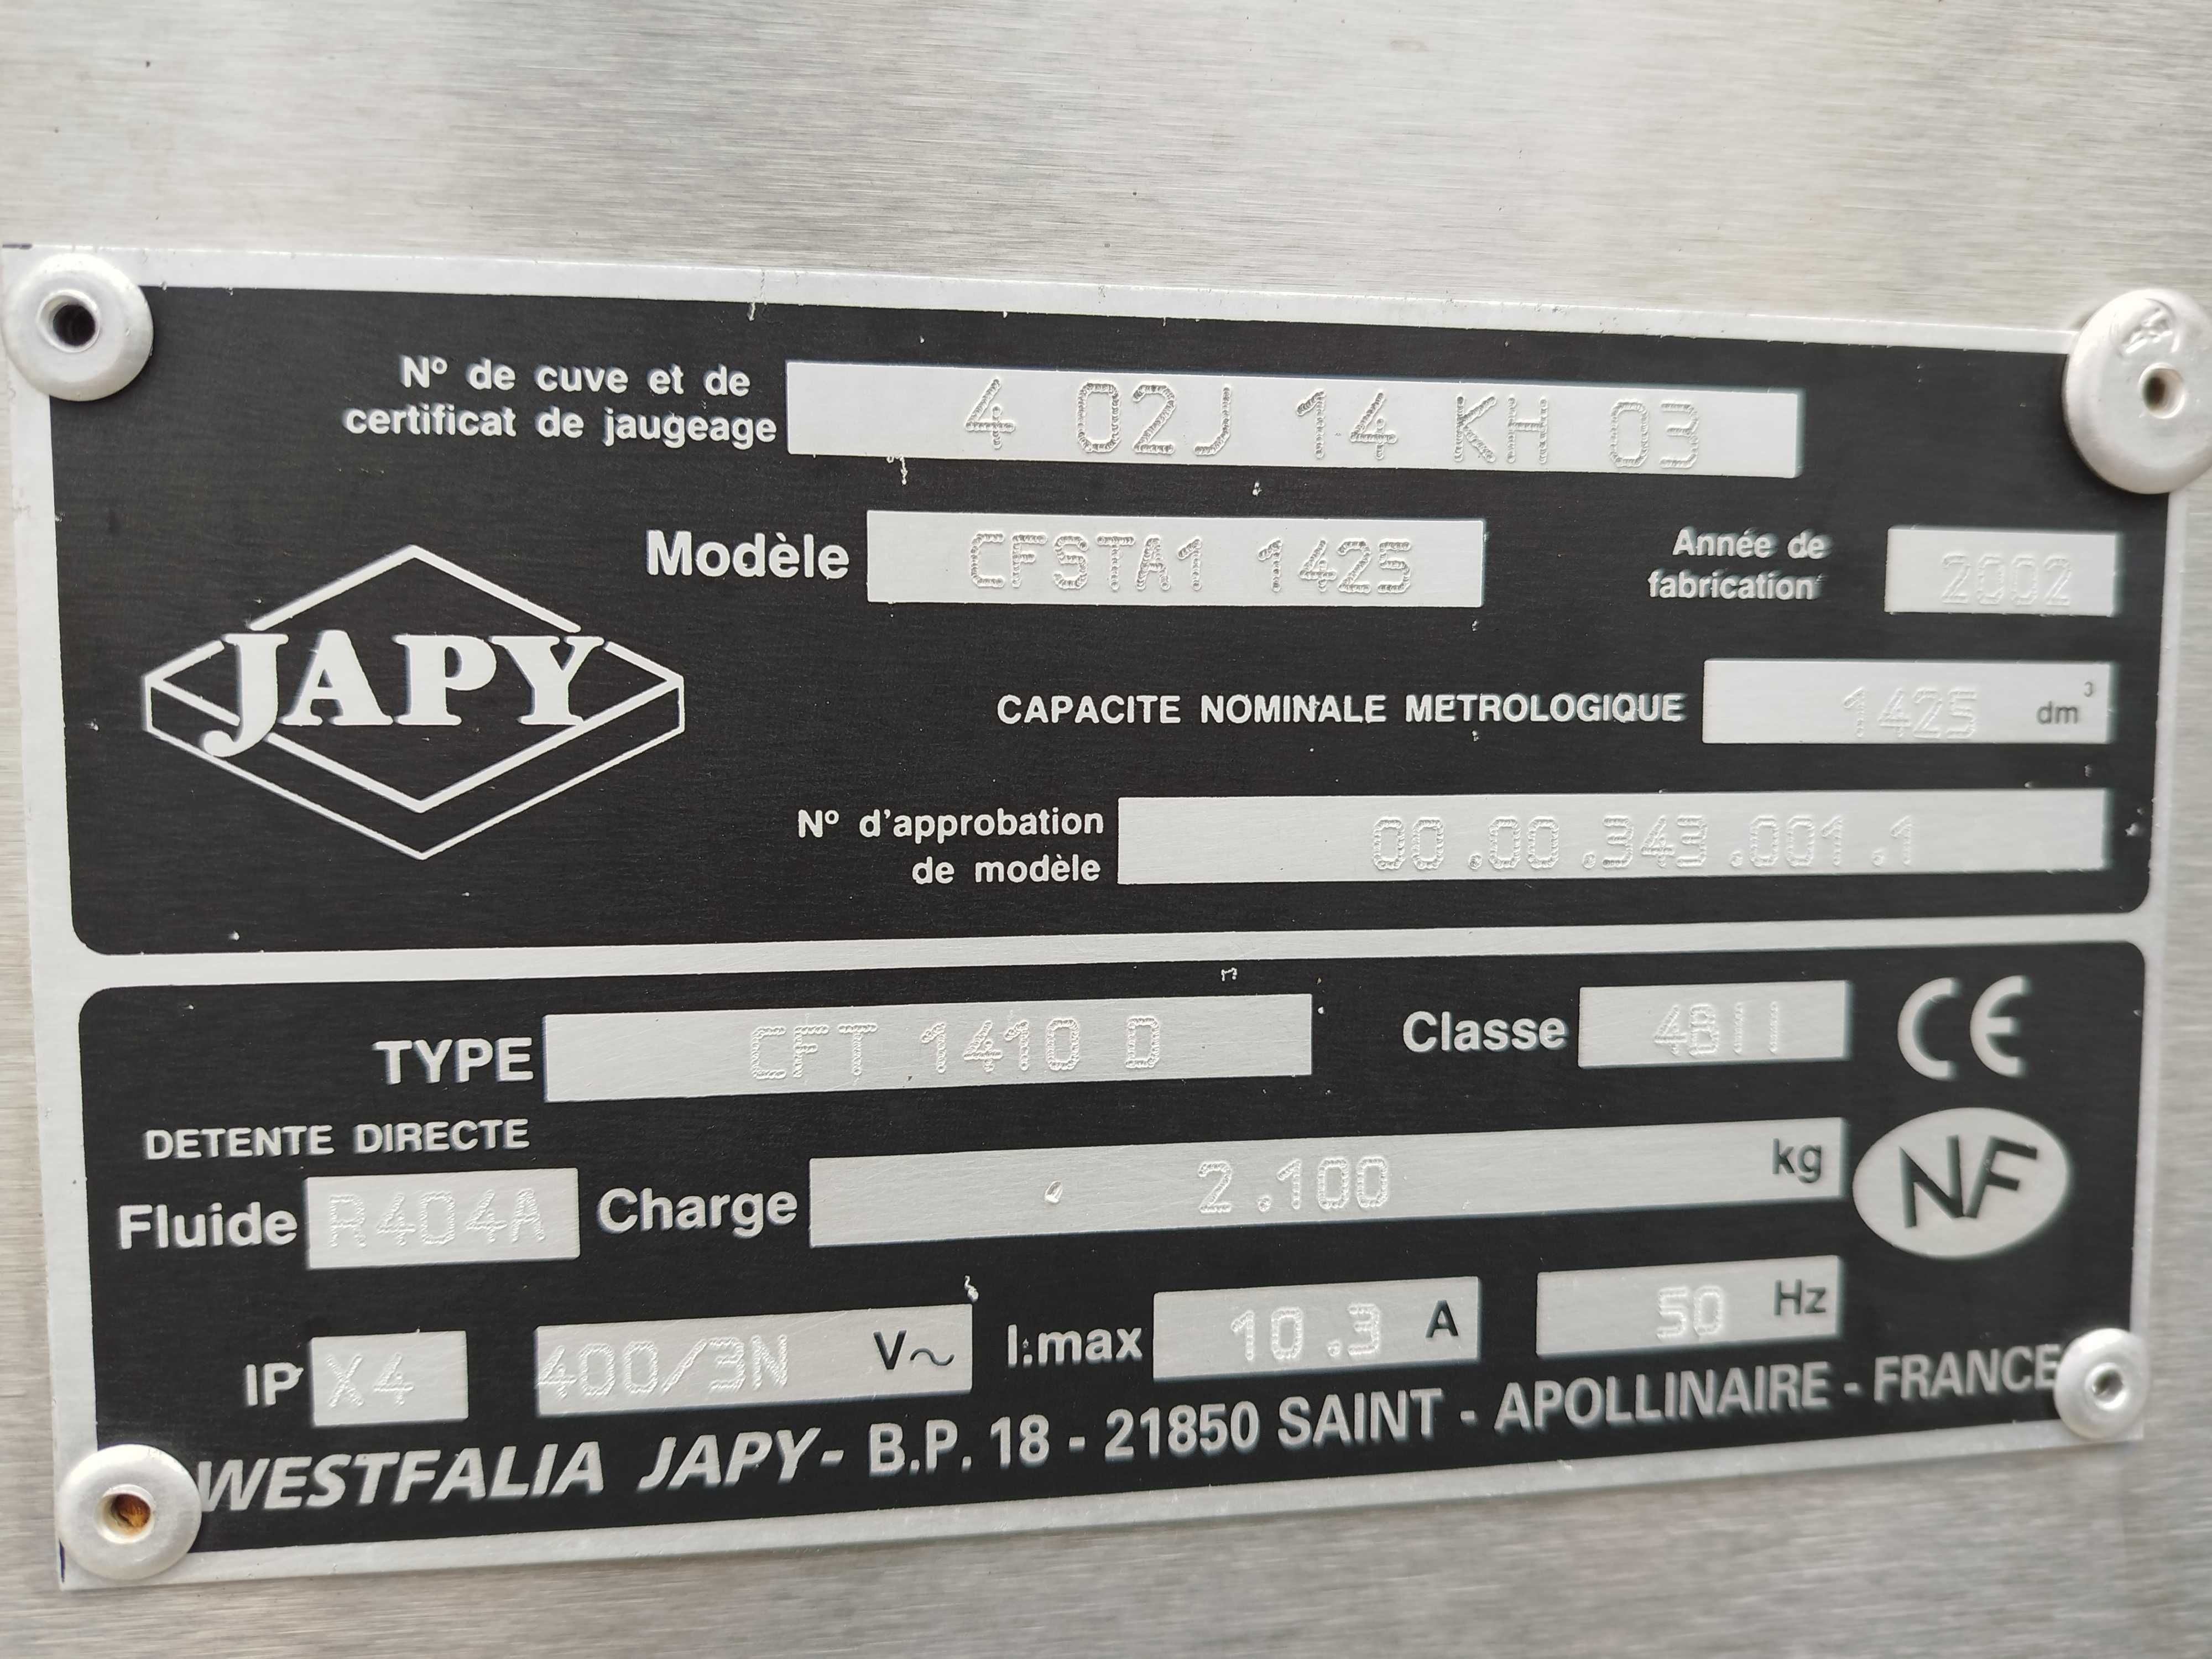 Nº de cuve et de
certificat de jaugeage
4 02J 14 KH 03
Modèle CFSTA1 1425
Année de
fabrication
2002
JAPY
CAPACITE NOMINALE METROLOGIQUE 1425 dm³
Nº d'approbation
de modèle
00.00.343.001.1
TYPE CFT 1410 D Classe 4BII CE
DETENTE DIRECTE
Fluide R404A Charge 2.100 kg NF
IP X4 400/3N V~ I.max 10.3 A 50 Hz
WESTFALIA JAPY- B.P. 18 - 21850 SAINT - APOLLINAIRE - FRANCE